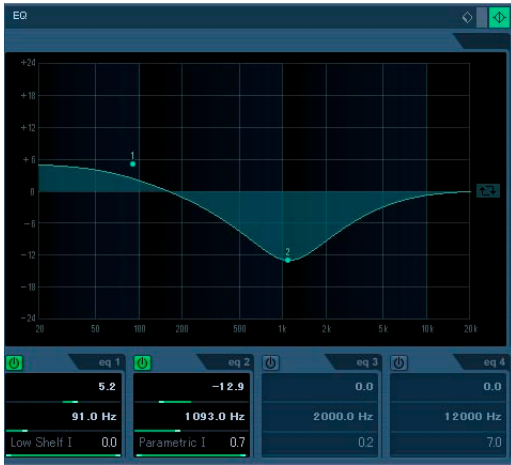 EQ
+24
+18
+12
+6
1
0
−6
2
−12
−18
−24
20 50 100 200 500 1k 2k 5k 10k 20k
eq 1 eq 2 eq 3 eq 4
5.2 −12.9 0.0 0.0
91.0 Hz 1093.0 Hz 2000.0 Hz 12000 Hz
Low Shelf I 0.0 Parametric I 0.7 0.2 7.0